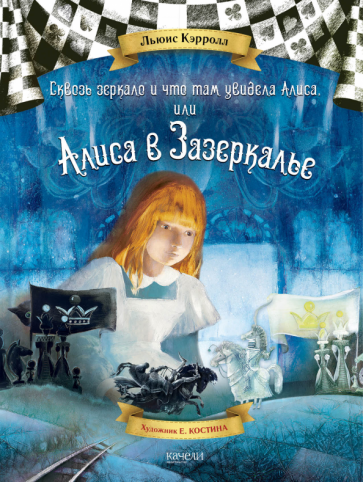 Льюис Кэрролл
Сквозь зеркало и что там увидела Алиса,
или
Алиса в Зазеркалье
Художник Е. КОСТИНА
качели